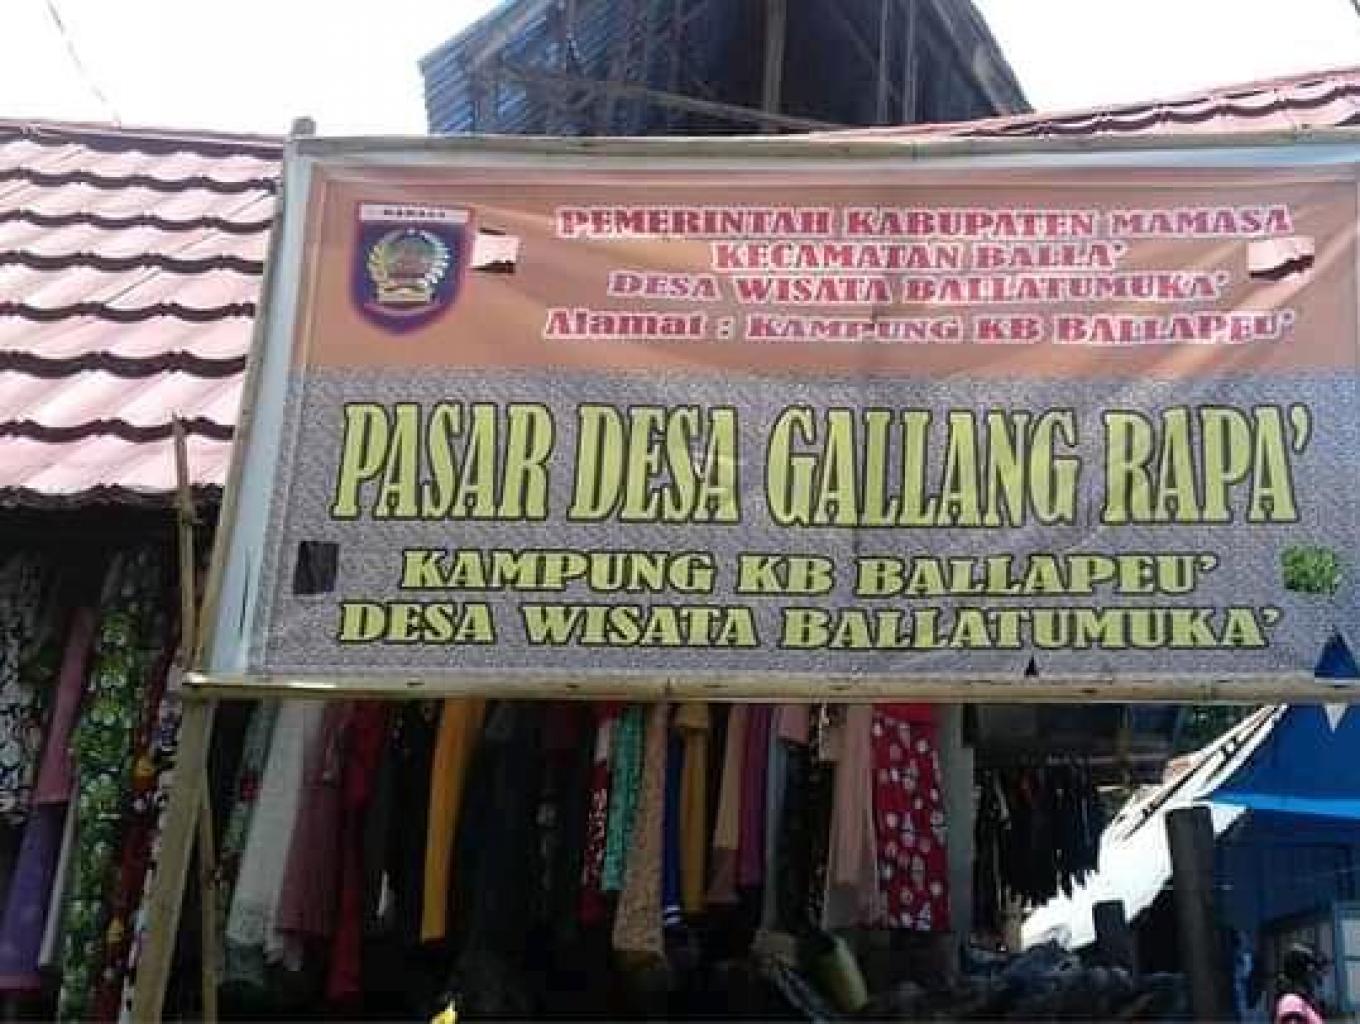 MAMASA
PEMERINTAH KABUPATEN MAMASA
KECAMATAN BALLA'
DESA WISATA BALLATUMUKA'
Alamat : KAMPUNG KB BALLAPEU'
PASAR DESA GALLANG RAPA'
KAMPUNG KB BALLAPEU'
DESA WISATA BALLATUMUKA'